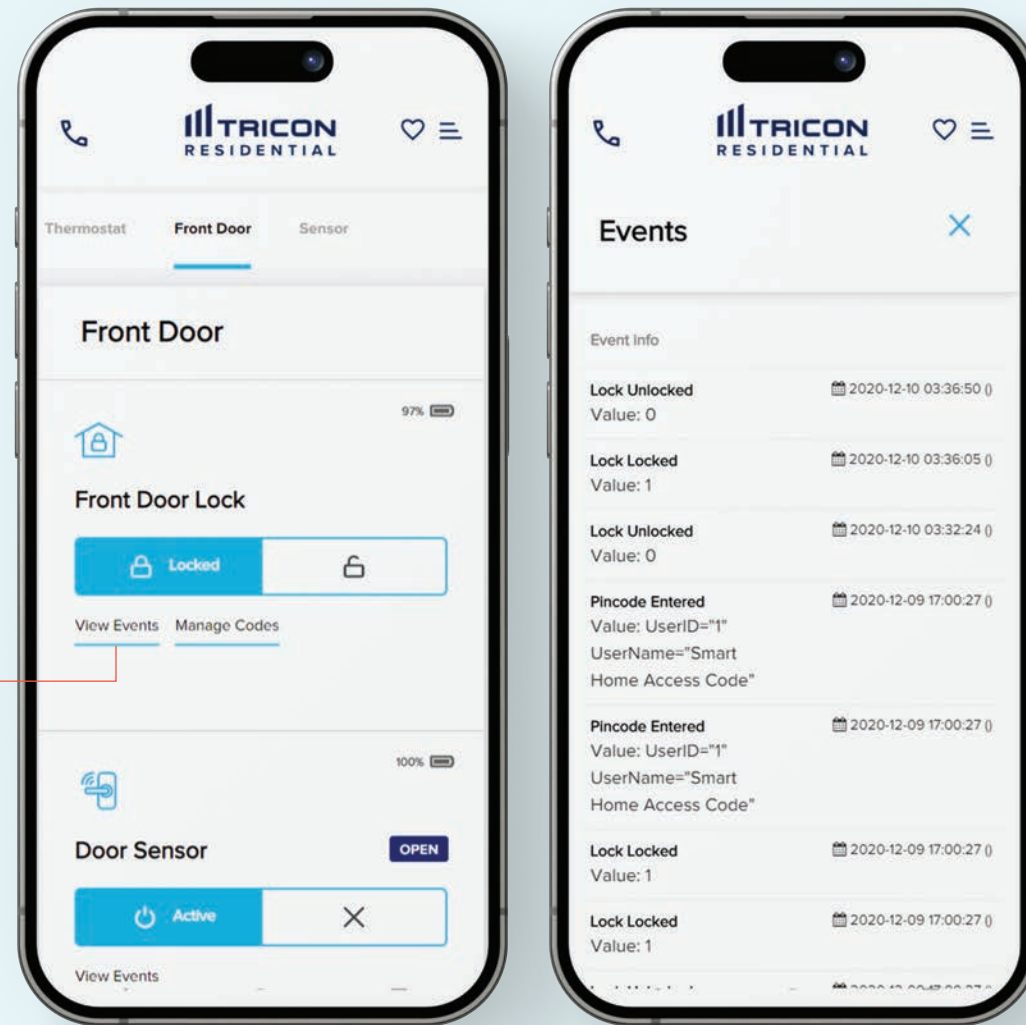 TRICON
RESIDENTIAL
Thermostat Front Door Sensor
Front Door
97%
Front Door Lock
Locked
View Events Manage Codes
100%
Door Sensor OPEN
Active
View Events
TRICON
RESIDENTIAL
Events
Event Info
Lock Unlocked 2020-12-10 03:36:50 ()
Value: 0
Lock Locked 2020-12-10 03:36:05 ()
Value: 1
Lock Unlocked 2020-12-10 03:32:24 ()
Value: 0
Pincode Entered 2020-12-09 17:00:27 ()
Value: UserID="1"
UserName="Smart
Home Access Code"
Pincode Entered 2020-12-09 17:00:27 ()
Value: UserID="1"
UserName="Smart
Home Access Code"
Lock Locked 2020-12-09 17:00:27 ()
Value: 1
Lock Locked 2020-12-09 17:00:27 ()
Value: 1